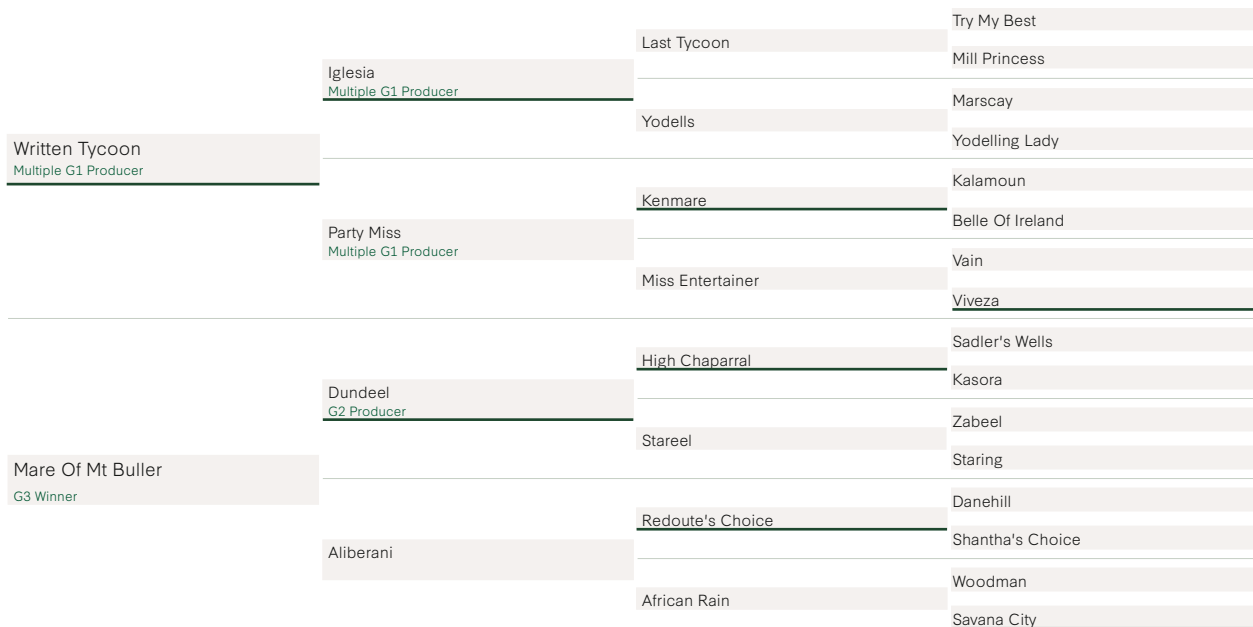 Written Tycoon
Multiple G1 Producer
Mare Of Mt Buller
G3 Winner
Iglesia
Multiple G1 Producer
Party Miss
Multiple G1 Producer
Dundeel
G2 Producer
Aliberani
Last Tycoon
Yodells
Kenmare
Miss Entertainer
High Chaparral
Stareel
Redoute's Choice
African Rain
Try My Best
Mill Princess
Marscay
Yodelling Lady
Kalamoun
Belle Of Ireland
Vain
Viveza
Sadler's Wells
Kasora
Zabeel
Staring
Danehill
Shantha's Choice
Woodman
Savana City